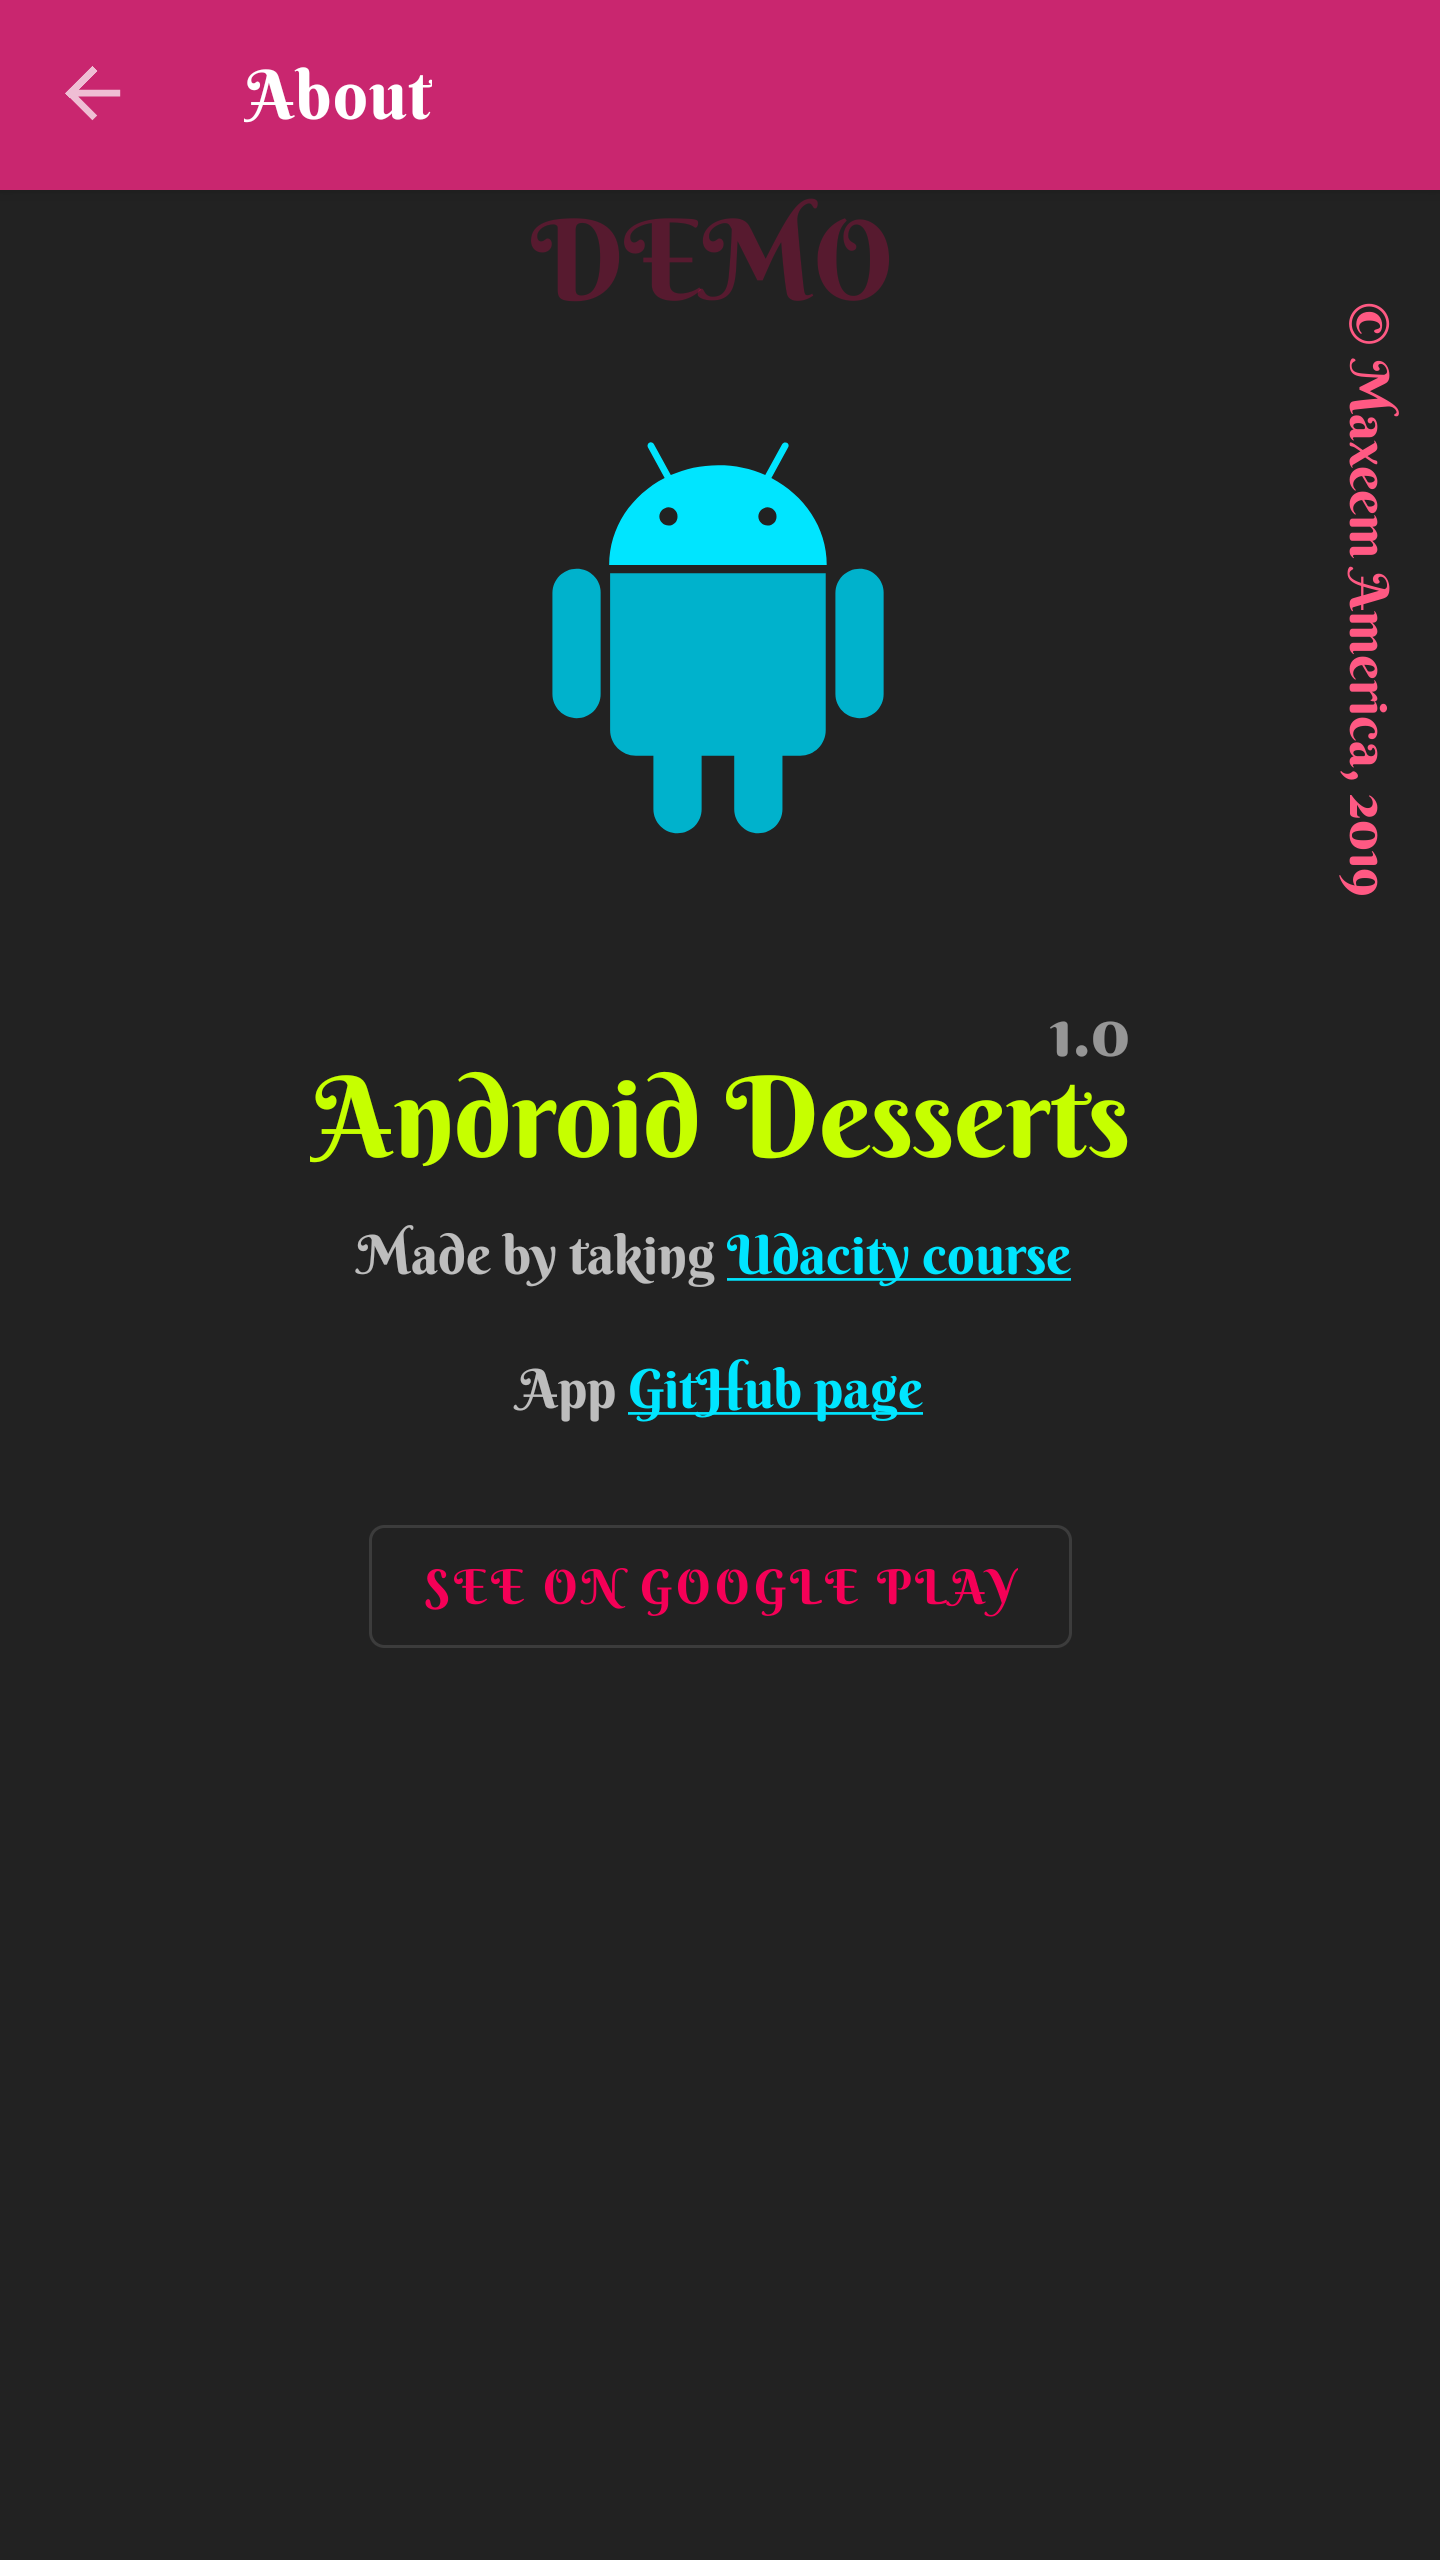 About
DEMO
© Maxeem America, 2019
1.0
Android Desserts
Made by taking Udacity course
App GitHub page
SEE ON GOOGLE PLAY